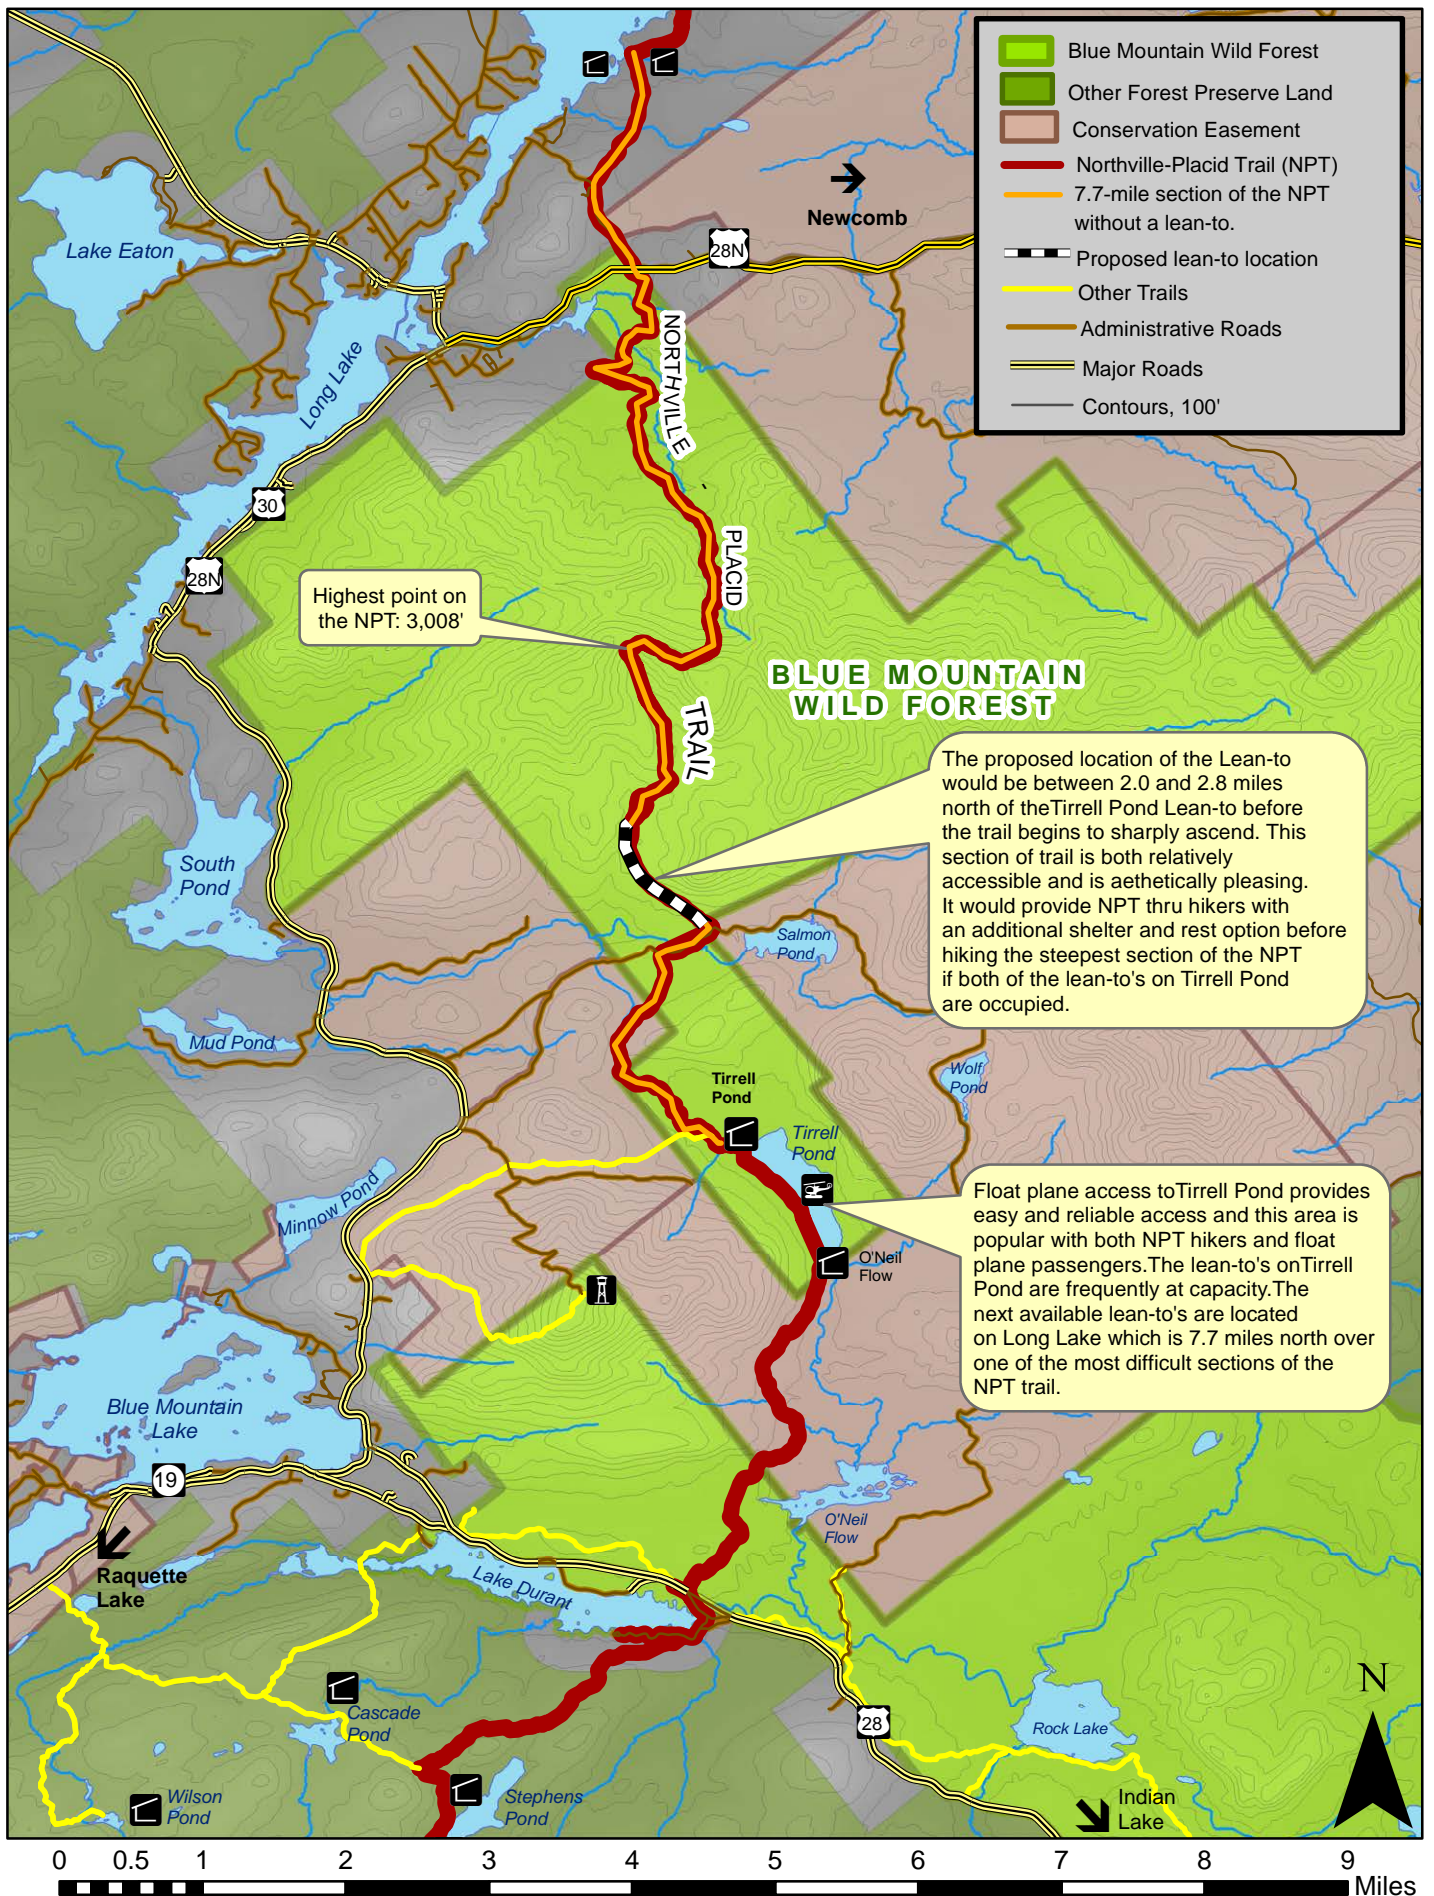 Blue Mountain Wild Forest
Other Forest Preserve Land
Conservation Easement
Northville-Placid Trail (NPT)
7.7-mile section of the NPT
without a lean-to.
Proposed lean-to location
Other Trails
Administrative Roads
Major Roads
Contours, 100'
Newcomb
28N
Lake Eaton
Long Lake
NORTHVILLE
30
28N
PLACID
Highest point on
the NPT: 3,008'
BLUE MOUNTAIN
WILD FOREST
TRAIL
The proposed location of the Lean-to
would be between 2.0 and 2.8 miles
north of theTirrell Pond Lean-to before
the trail begins to sharply ascend. This
section of trail is both relatively
accessible and is aethetically pleasing.
It would provide NPT thru hikers with
an additional shelter and rest option before
hiking the steepest section of the NPT
if both of the lean-to's on Tirrell Pond
are occupied.
South
Pond
Salmon
Pond
Mud Pond
Wolf
Pond
Tirrell
Pond
Tirrell
Pond
Minnow Pond
Float plane access toTirrell Pond provides
easy and reliable access and this area is
popular with both NPT hikers and float
plane passengers.The lean-to's onTirrell
Pond are frequently at capacity.The
next available lean-to's are located
on Long Lake which is 7.7 miles north over
one of the most difficult sections of the
NPT trail.
O'Neil
Flow
Blue Mountain
Lake
19
O'Neil
Flow
Raquette
Lake
Lake Durant
N
Cascade
Pond
28
Rock Lake
Wilson
Pond
Stephens
Pond
Indian
Lake
0 0.5 1 2 3 4 5 6 7 8 9
Miles